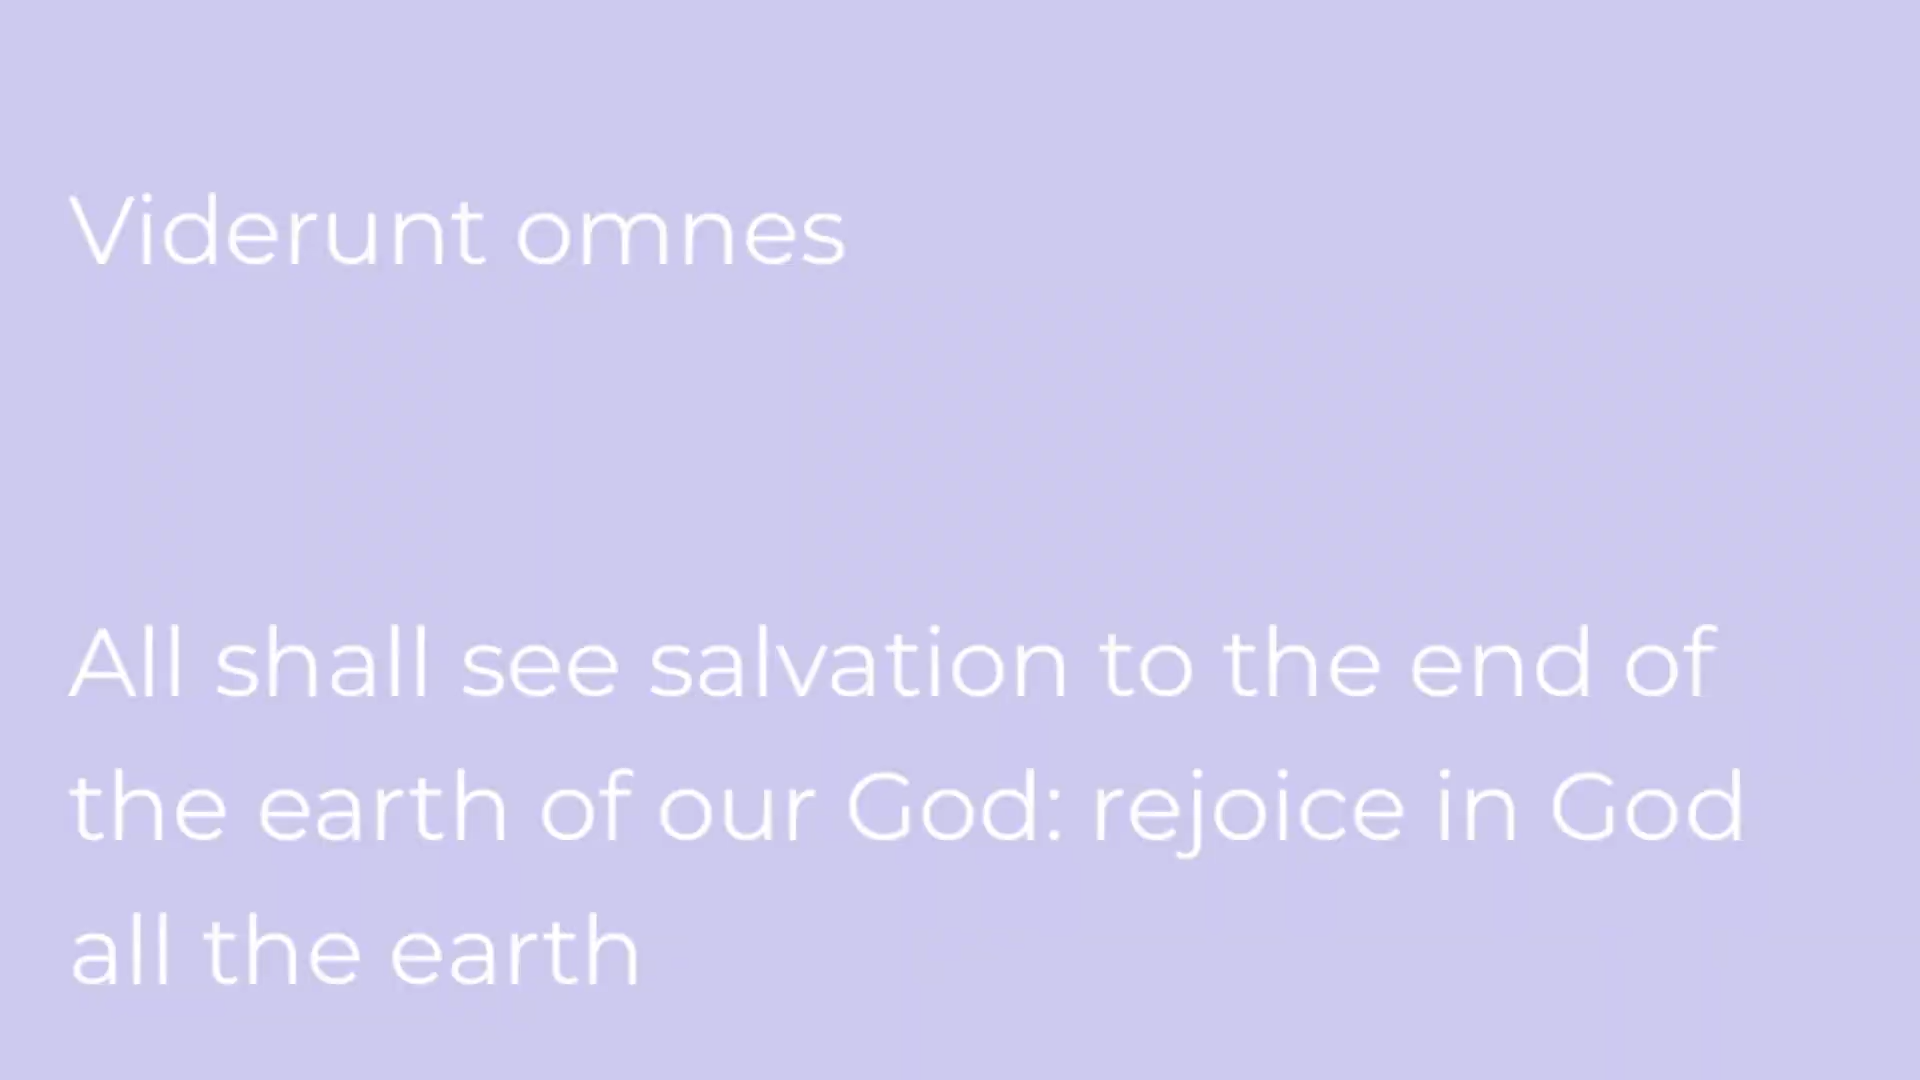 Viderunt omnes
All shall see salvation to the end of
the earth of our God: rejoice in God
all the earth